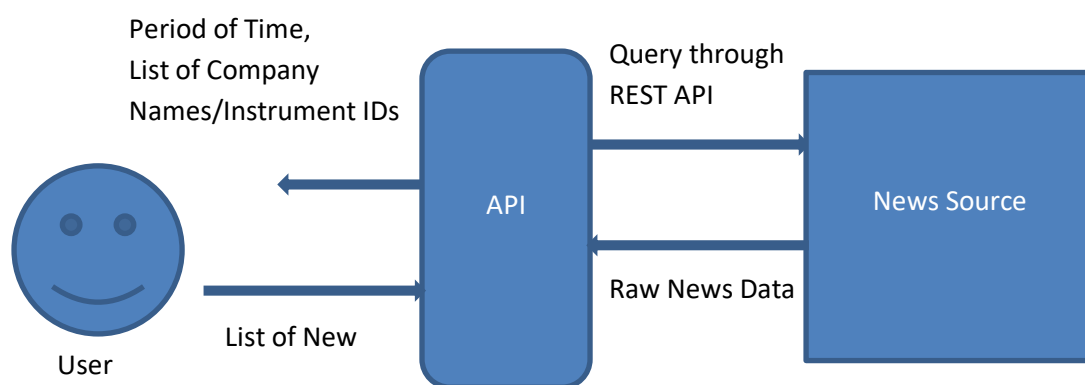 Period of Time,
List of Company
Names/Instrument IDs
Query through
REST API
API
News Source
Raw News Data
List of New
User